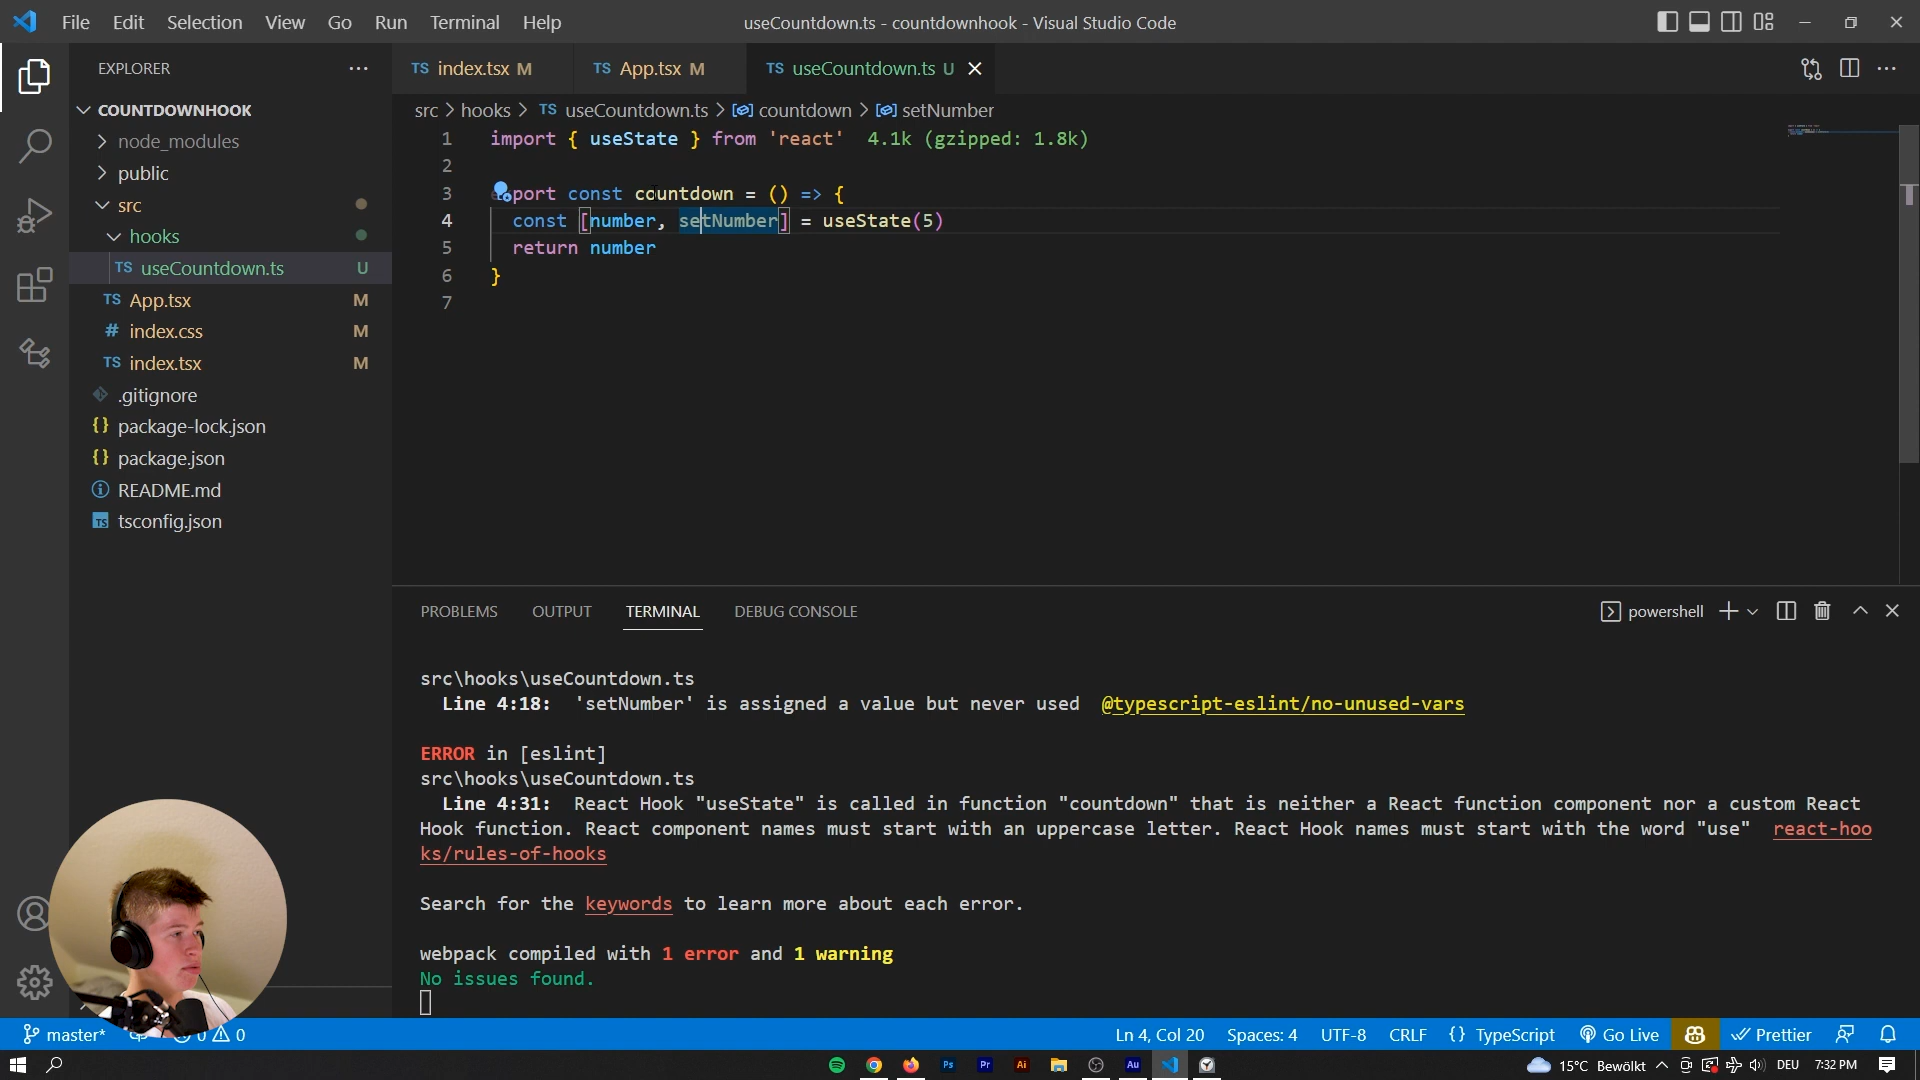 File Edit Selection View Go Run Terminal Help
useCountdown.ts - countdownhook - Visual Studio Code
EXPLORER
COUNTDOWNHOOK
node_modules
public
src
hooks
TS useCountdown.ts U
TS App.tsx M
# index.css M
TS index.tsx M
.gitignore
{} package-lock.json
{} package.json
README.md
TS tsconfig.json
TS index.tsx M
TS App.tsx M
TS useCountdown.ts U
src > hooks > TS useCountdown.ts > countdown > setNumber
1 import { useState } from 'react' 4.1k (gzipped: 1.8k)
2
3 port const countdown = () => {
4 const [number, setNumber] = useState(5)
5 return number
6 }
7
PROBLEMS OUTPUT TERMINAL DEBUG CONSOLE
powershell
src\hooks\useCountdown.ts
Line 4:18: 'setNumber' is assigned a value but never used @typescript-eslint/no-unused-vars
ERROR in [eslint]
src\hooks\useCountdown.ts
Line 4:31: React Hook "useState" is called in function "countdown" that is neither a React function component nor a custom React
Hook function. React component names must start with an uppercase letter. React Hook names must start with the word "use" react-hoo
ks/rules-of-hooks
Search for the keywords to learn more about each error.
webpack compiled with 1 error and 1 warning
No issues found.
master* 0 0
Ln 4, Col 20 Spaces: 4 UTF-8 CRLF {} TypeScript Go Live Prettier
Ps Pr Ai Au
15°C Bewölkt DEU 7:32 PM